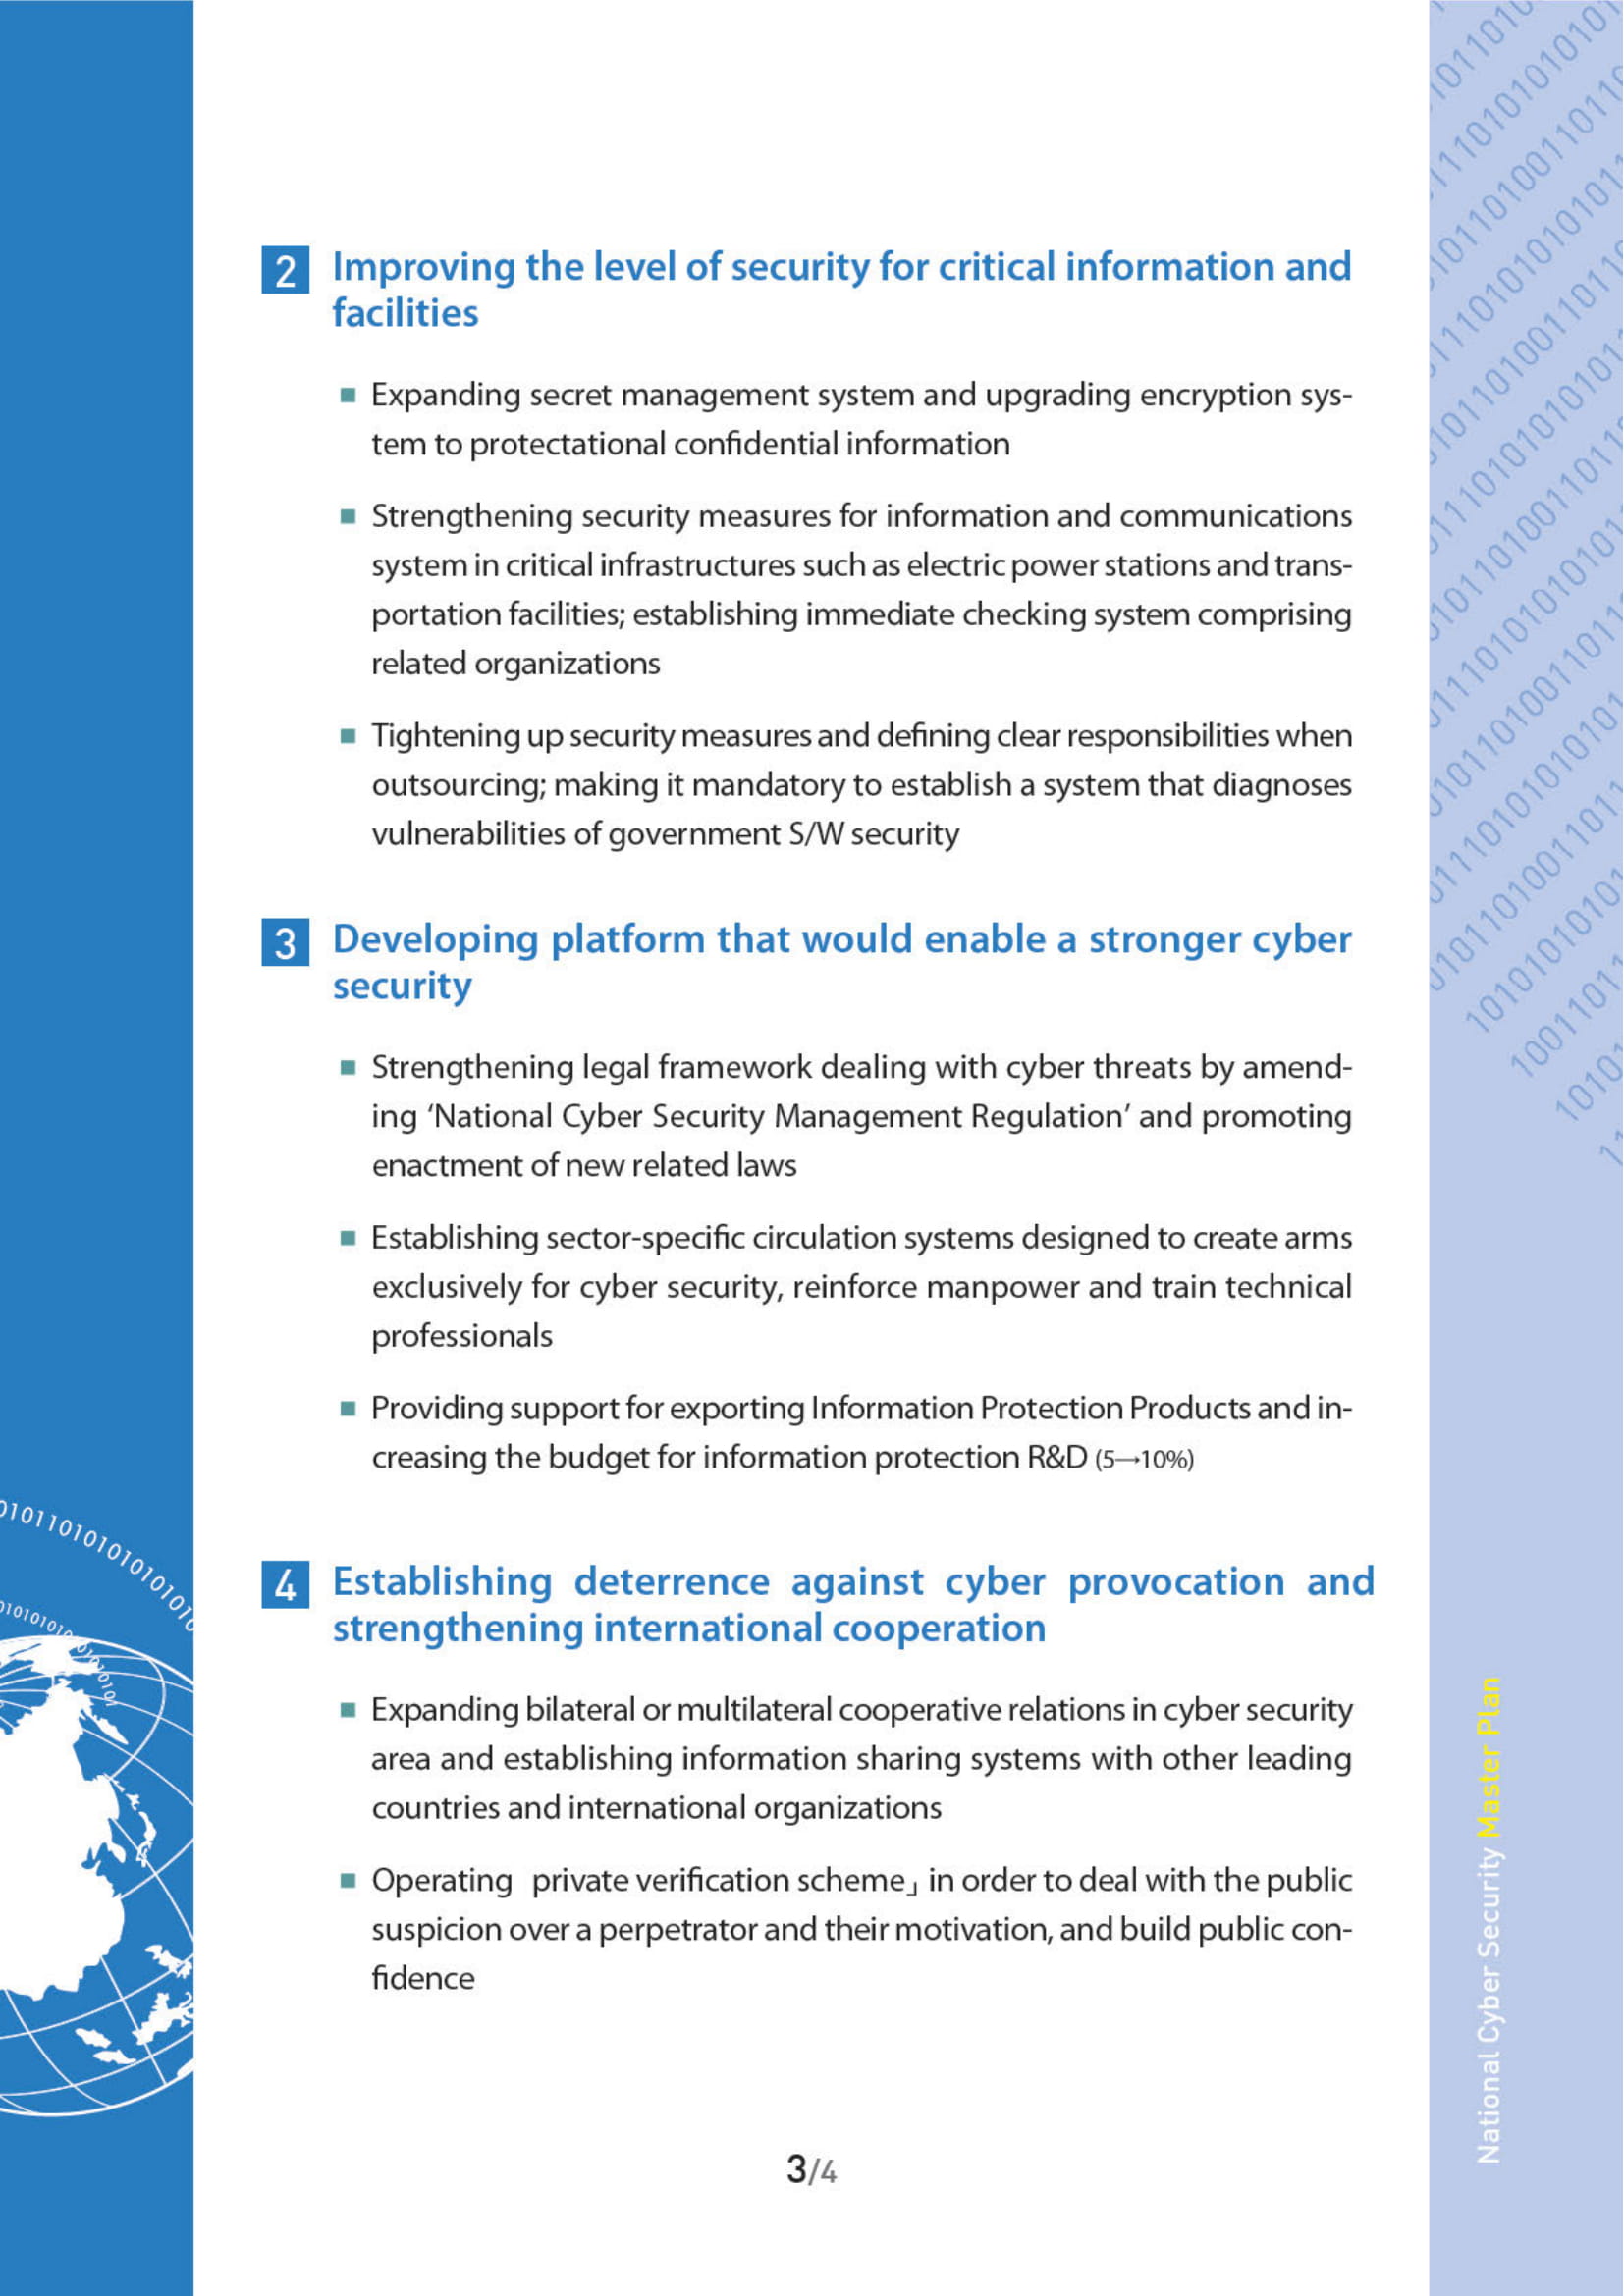 2 Improving the level of security for critical information and
facilities
■ Expanding secret management system and upgrading encryption sys-
tem to protectational confidential information
■ Strengthening security measures for information and communications
system in critical infrastructures such as electric power stations and trans-
portation facilities; establishing immediate checking system comprising
related organizations
■ Tightening up security measures and defining clear responsibilities when
outsourcing; making it mandatory to establish a system that diagnoses
vulnerabilities of government S/W security
3 Developing platform that would enable a stronger cyber
security
■ Strengthening legal framework dealing with cyber threats by amend-
ing ‘National Cyber Security Management Regulation’ and promoting
enactment of new related laws
■ Establishing sector-specific circulation systems designed to create arms
exclusively for cyber security, reinforce manpower and train technical
professionals
■ Providing support for exporting Information Protection Products and in-
creasing the budget for information protection R&D (5→10%)
4 Establishing deterrence against cyber provocation and
strengthening international cooperation
■ Expanding bilateral or multilateral cooperative relations in cyber security
area and establishing information sharing systems with other leading
countries and international organizations
■ Operating private verification scheme」 in order to deal with the public
suspicion over a perpetrator and their motivation, and build public con-
fidence
3/4
National Cyber Security Master Plan